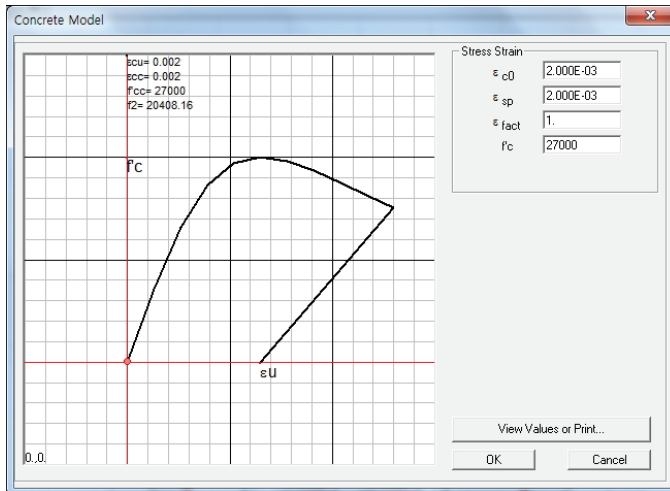 Concrete Model
εcu= 0.002
εcc= 0.002
f'cc= 27000
f2= 20408.16
f'c
εu
0.,0.
Stress Strain
ε c0 2.000E-03
ε sp 2.000E-03
ε fact 1.
f'c 27000
View Values or Print...
OK Cancel